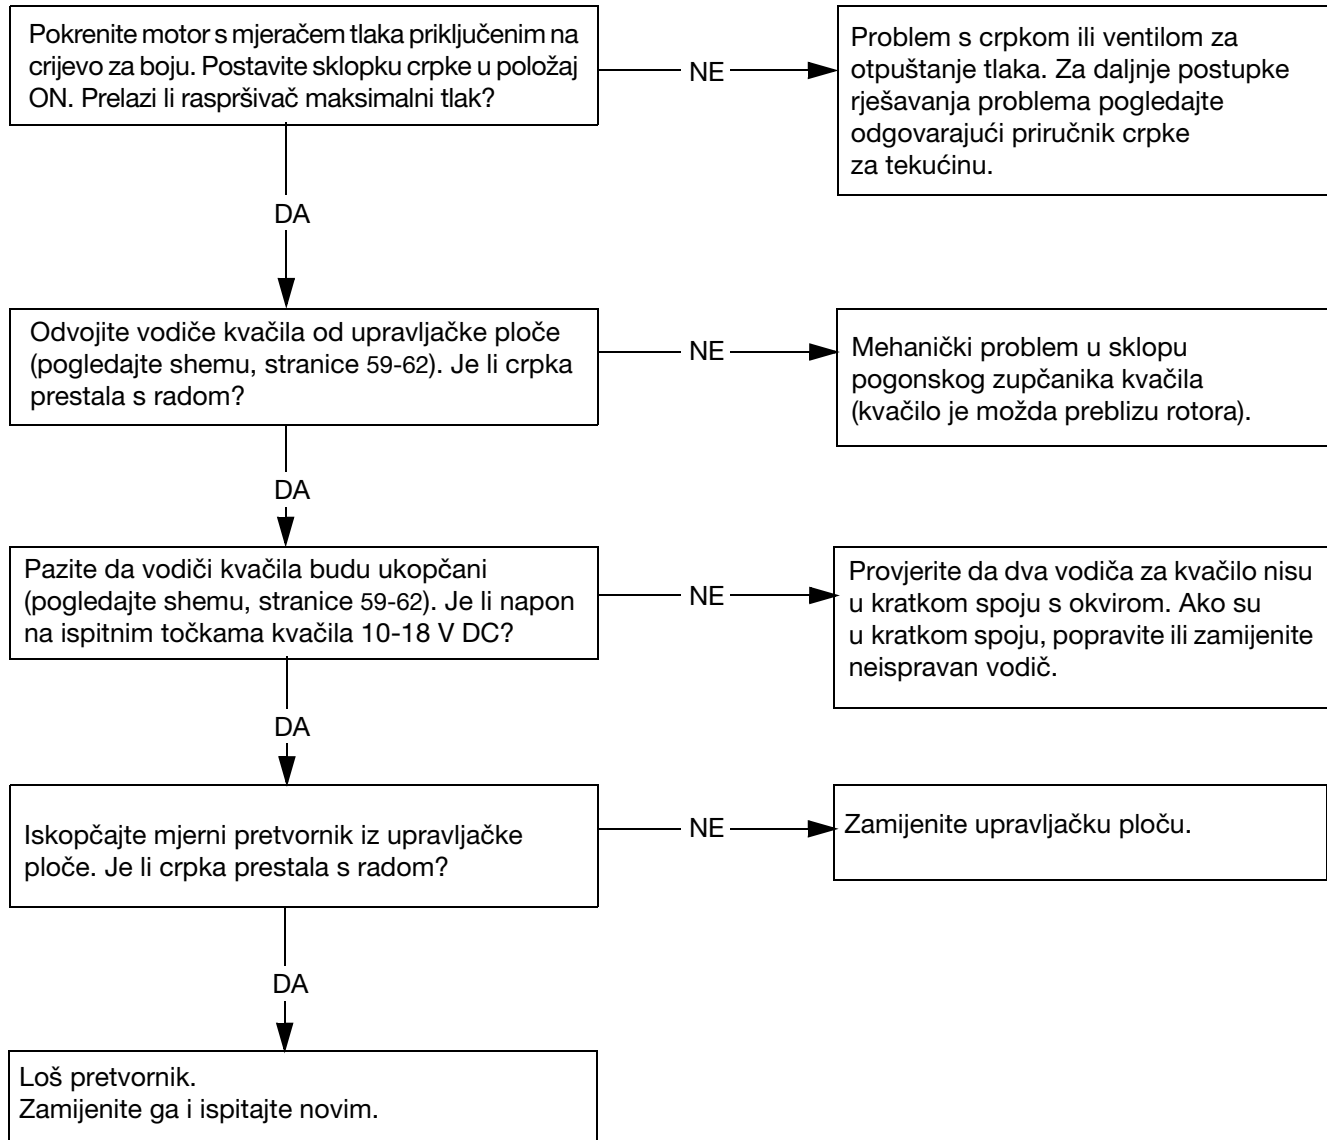 Pokrenite motor s mjeračem tlaka priključenim na
crijevo za boju. Postavite sklopku crpke u položaj
ON. Prelazi li raspršivač maksimalni tlak?
NE
Problem s crpkom ili ventilom za
otpuštanje tlaka. Za daljnje postupke
rješavanja problema pogledajte
odgovarajući priručnik crpke
za tekućinu.
DA
Odvojite vodiče kvačila od upravljačke ploče
(pogledajte shemu, stranice 59-62). Je li crpka
prestala s radom?
NE
Mehanički problem u sklopu
pogonskog zupčanika kvačila
(kvačilo je možda preblizu rotora).
DA
Pazite da vodiči kvačila budu ukopčani
(pogledajte shemu, stranice 59-62). Je li napon
na ispitnim točkama kvačila 10-18 V DC?
NE
Provjerite da dva vodiča za kvačilo nisu
u kratkom spoju s okvirom. Ako su
u kratkom spoju, popravite ili zamijenite
neispravan vodič.
DA
Iskopčajte mjerni pretvornik iz upravljačke
ploče. Je li crpka prestala s radom?
NE
Zamijenite upravljačku ploču.
DA
Loš pretvornik.
Zamijenite ga i ispitajte novim.